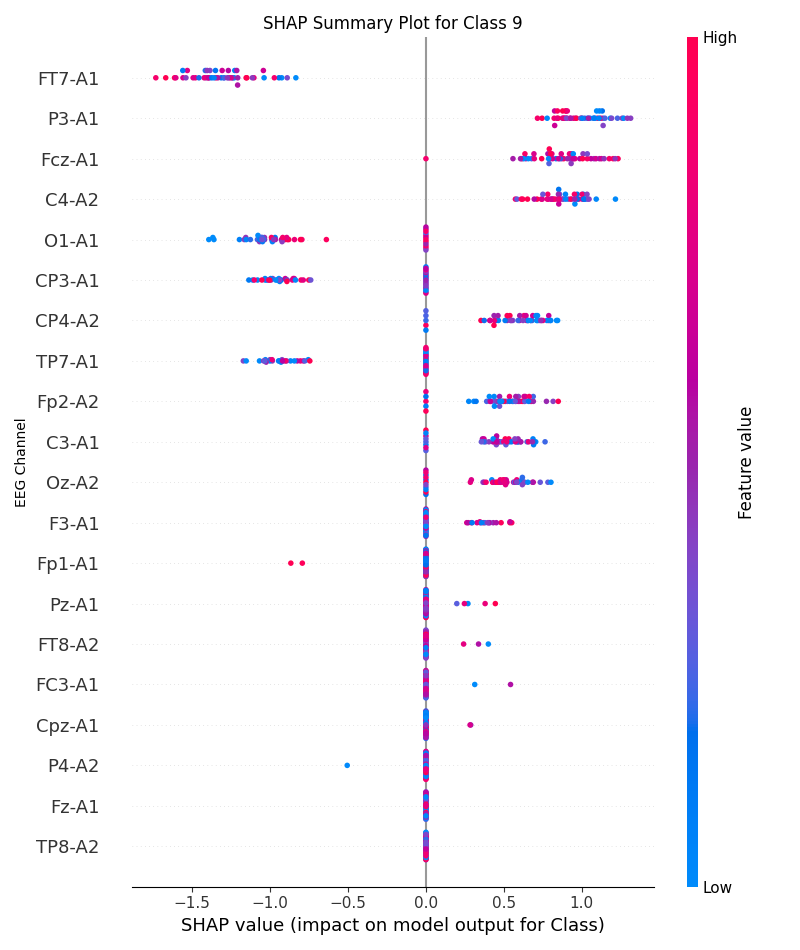 SHAP Summary Plot for Class 9
High
FT7-A1
P3-A1
Fcz-A1
C4-A2
O1-A1
CP3-A1
CP4-A2
TP7-A1
Fp2-A2
C3-A1
Oz-A2
F3-A1
Fp1-A1
Pz-A1
FT8-A2
FC3-A1
Cpz-A1
P4-A2
Fz-A1
TP8-A2
EEG Channel
Feature value
Low
−1.5 −1.0 −0.5 0.0 0.5 1.0
SHAP value (impact on model output for Class)